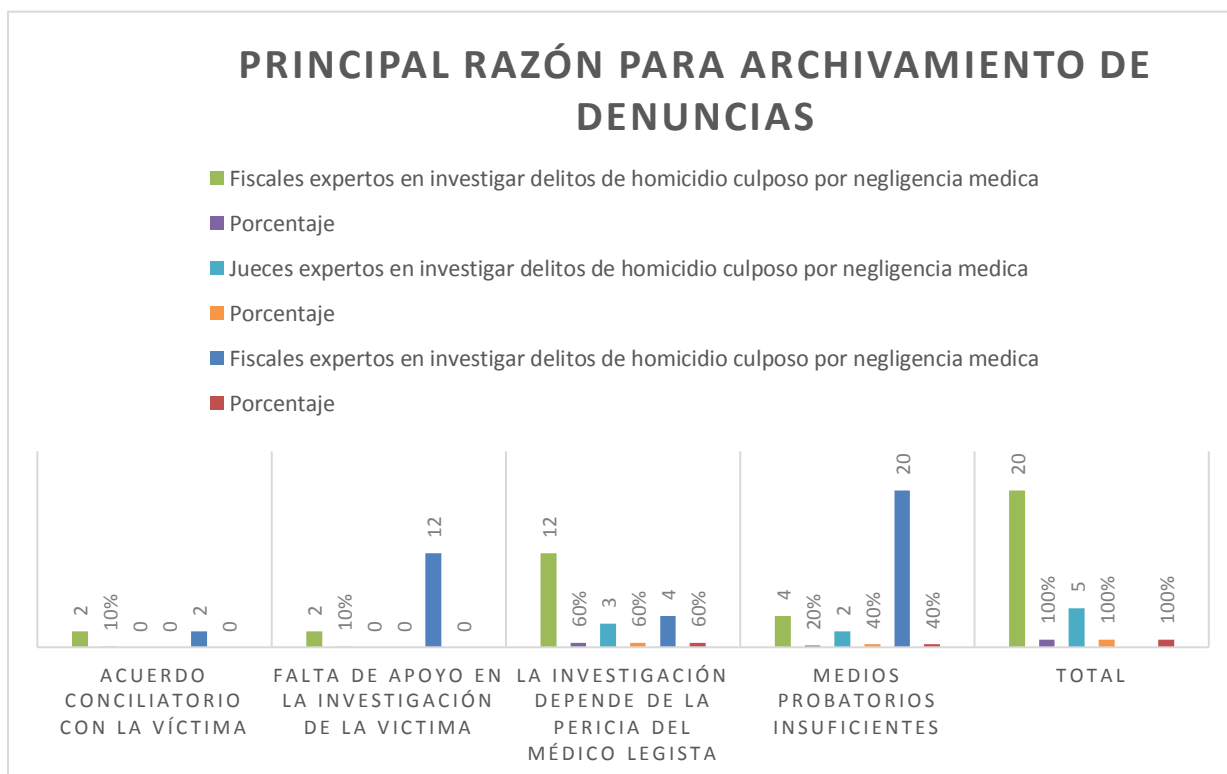 PRINCIPAL RAZÓN PARA ARCHIVAMIENTO DE
DENUNCIAS
Fiscales expertos en investigar delitos de homicidio culposo por negligencia medica
Porcentaje
Jueces expertos en investigar delitos de homicidio culposo por negligencia medica
Porcentaje
Fiscales expertos en investigar delitos de homicidio culposo por negligencia medica
Porcentaje
2
10%
0
0
2
0
2
10%
0
0
12
0
12
60%
3
60%
4
60%
4
20%
2
40%
20
40%
20
100%
5
100%
100%
ACUERDO
CONCILIATORIO
CON LA VÍCTIMA
FALTA DE APOYO EN
LA INVESTIGACIÓN
DE LA VICTIMA
LA INVESTIGACIÓN
DEPENDE DE LA
PERICIA DEL
MÉDICO LEGISTA
MEDIOS
PROBATORIOS
INSUFICIENTES
TOTAL